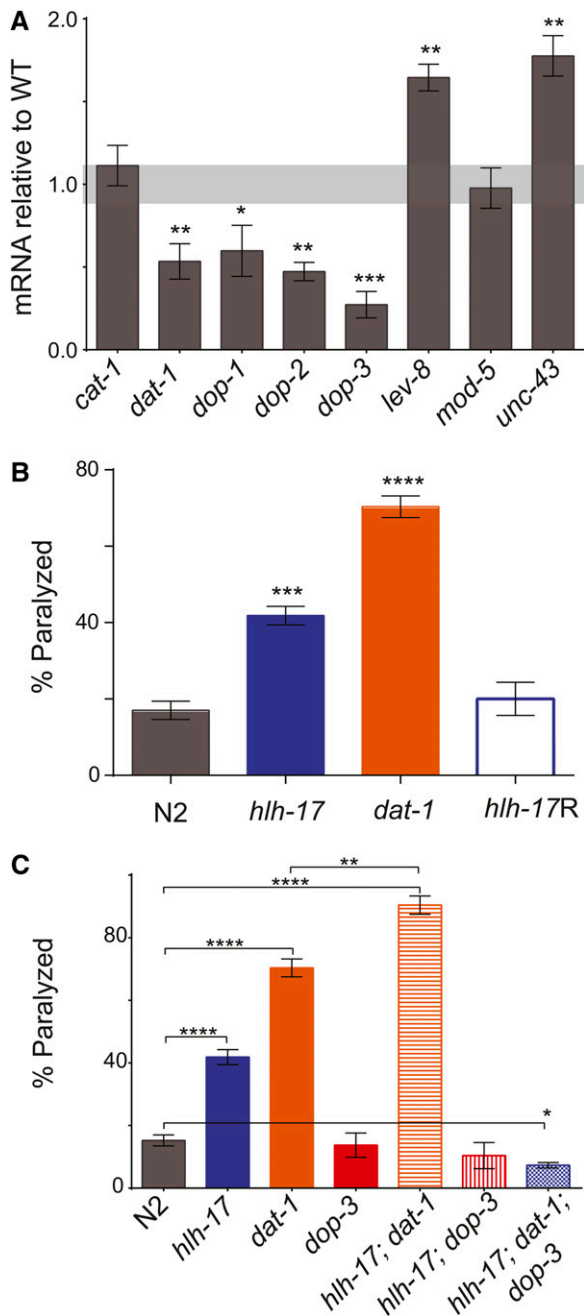 A
mRNA relative to WT
2.0
1.0
0.0
** * ** *** ** **
cat-1 dat-1 dop-1 dop-2 dop-3 lev-8 mod-5 unc-43
B
% Paralyzed
80
40
0
*** ****
N2 hlh-17 dat-1 hlh-17R
C
% Paralyzed
80
40
0
**
****
****
****
*
N2 hlh-17 dat-1 dop-3 hlh-17; dat-1 hlh-17; dop-3 hlh-17; dat-1;
dop-3